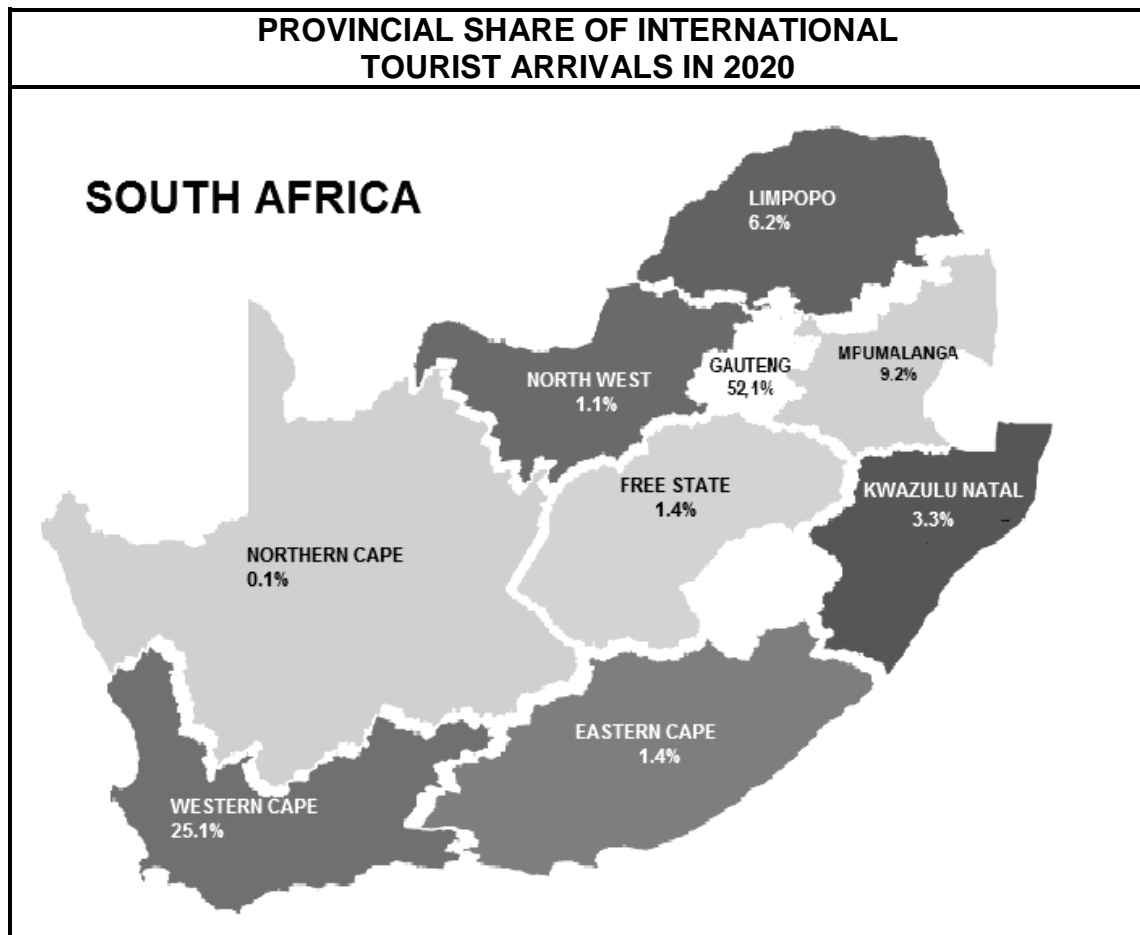 PROVINCIAL SHARE OF INTERNATIONAL
TOURIST ARRIVALS IN 2020
SOUTH AFRICA
LIMPOPO
6.2%
MPUMALANGA
9.2%
GAUTENG
52,1%
NORTH WEST
1.1%
FREE STATE
1.4%
KWAZULU NATAL
3.3%
NORTHERN CAPE
0.1%
EASTERN CAPE
1.4%
WESTERN CAPE
25.1%